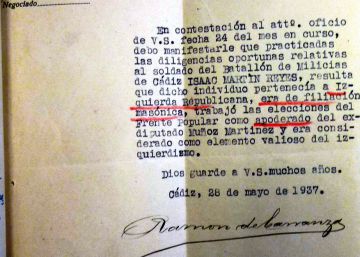 Negociado
En contestación al attº. oficio
de V.S. fecha 24 del mes en curso,
debo manifestarle que practicadas
las diligencias oportunas relativas
al soldado del Batallón de Milicias
de Cádiz ISAAC MARTIN REYES, resulta
que dicho individuo pertenecía a Iz-
quierda Republicana, era de filiación
masónica, trabajó las elecciones del
Frente Popular como apoderado del ex-
diputado Muñoz Martínez y era consi-
derado como elemento valioso del iz-
quierdismo.
Dios guarde a V.S.muchos años.
Cádiz, 28 de mayo de 1937.
Ramon de Carranza